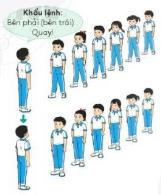 Khẩu lệnh:
Bên phải (bên trái)
Quay!